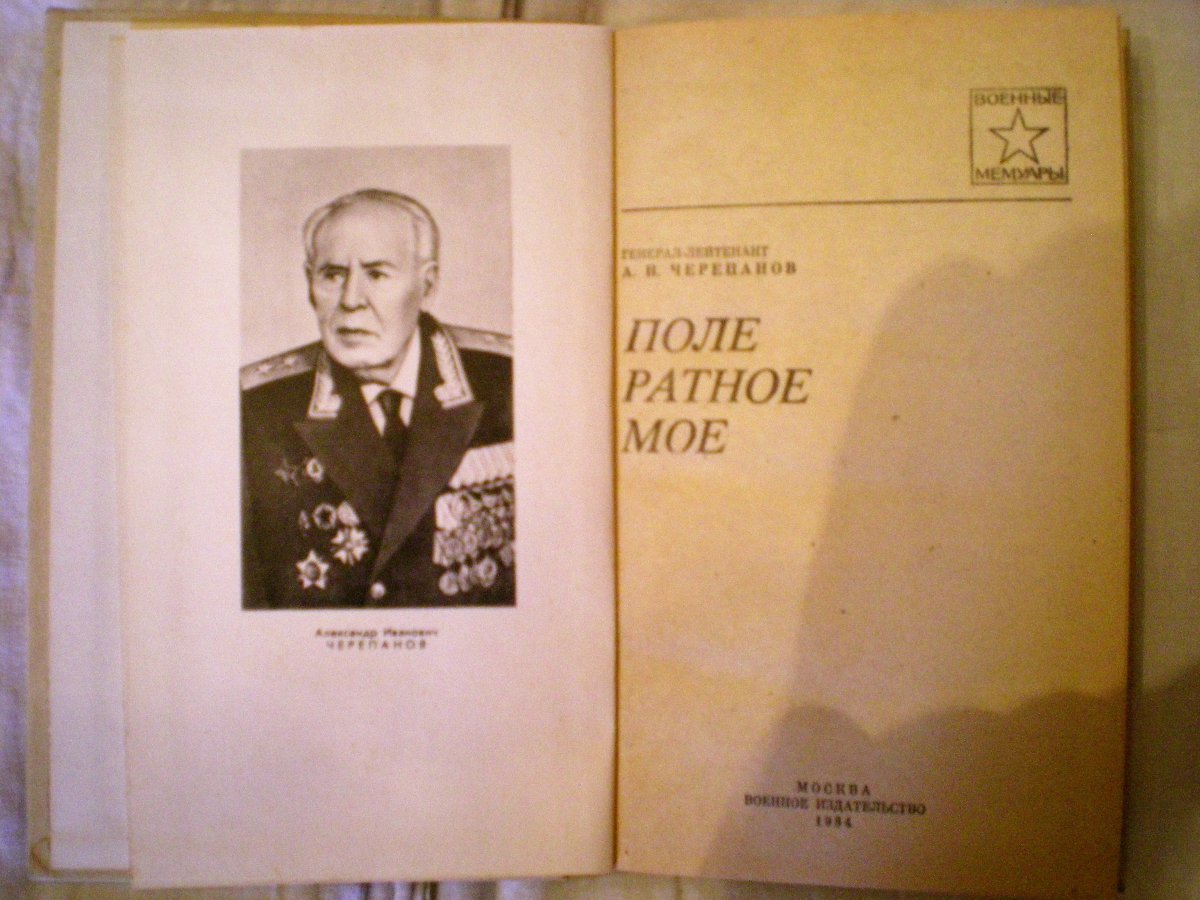 Александр Иванович
ЧЕРЕПАНОВ
ВОЕННЫЕ
МЕМУАРЫ
ГЕНЕРАЛ-ЛЕЙТЕНАНТ
А. И. ЧЕРЕПАНОВ
ПОЛЕ
РАТНОЕ
МОЕ
МОСКВА
ВОЕННОЕ ИЗДАТЕЛЬСТВО
1984